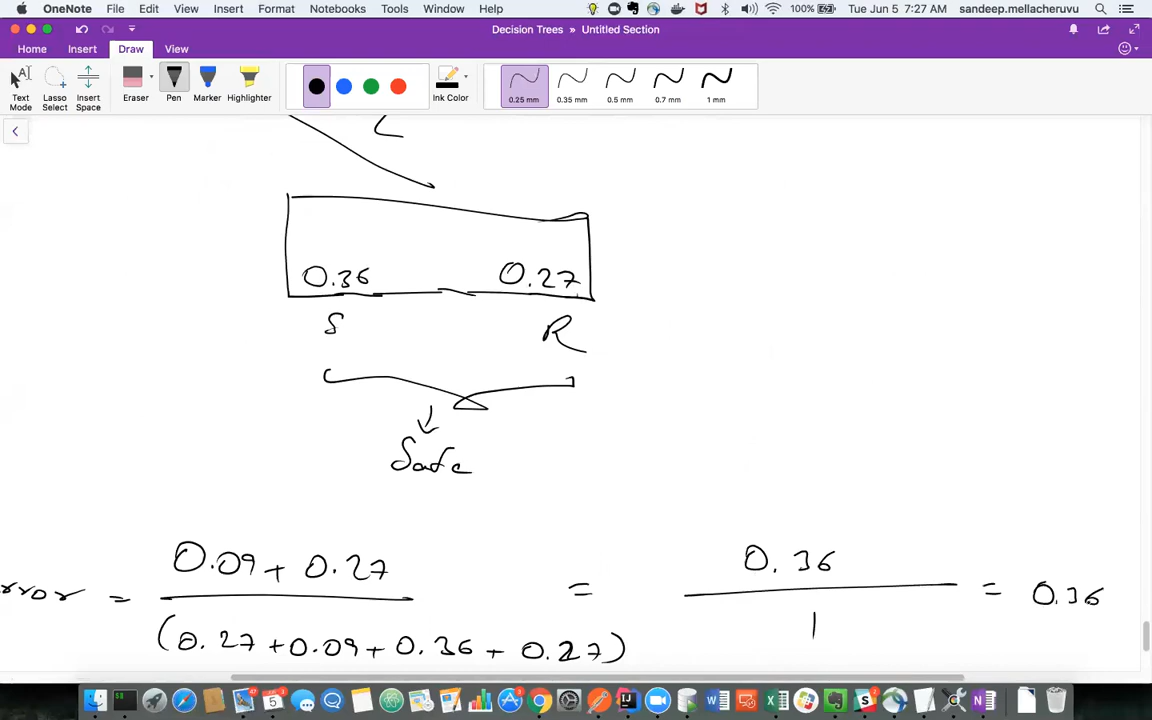 OneNote File Edit View Insert Format Notebooks Tools Window Help 100% Tue Jun 5 7:27 AM sandeep.mellacheruvu
Decision Trees » Untitled Section
Home Insert Draw View
Text Mode Lasso Select Insert Space Eraser Pen Marker Highlighter Ink Color 0.25 mm 0.35 mm 0.5 mm 0.7 mm 1 mm
0.36 0.27
S R
Safe
0.09 + 0.27 0.36
rror = = = 0.36
(0.27 + 0.09 + 0.36 + 0.27) 1